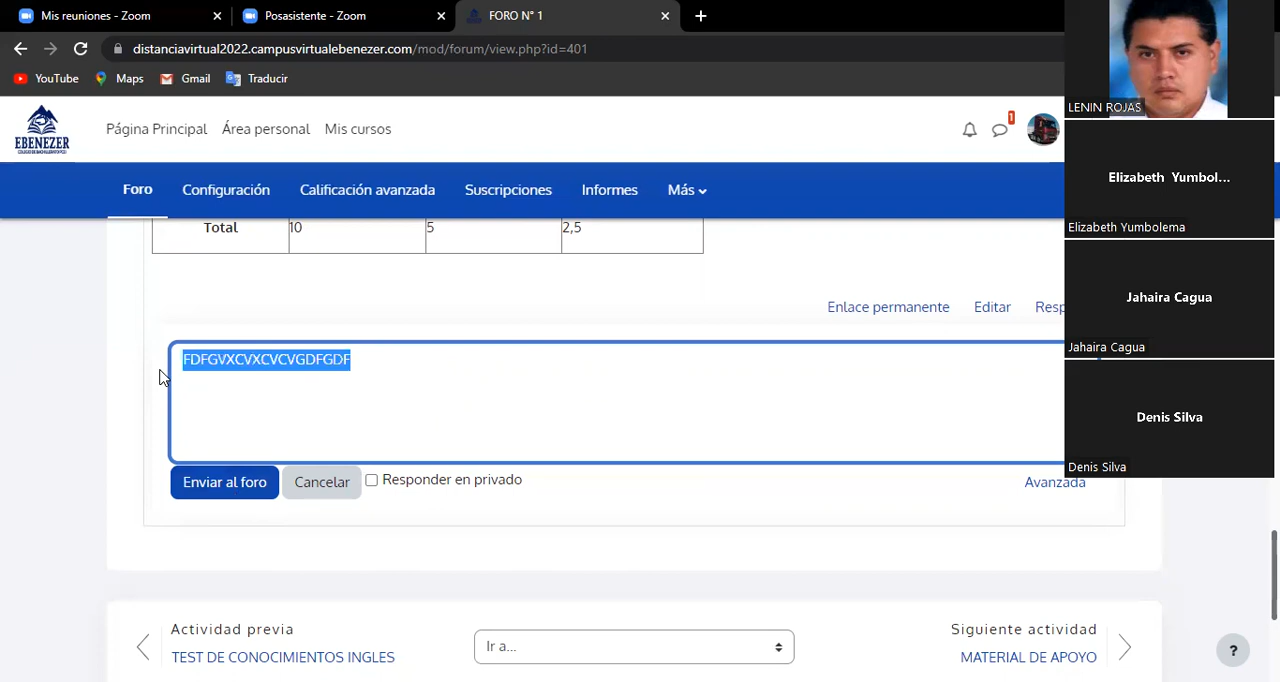 Mis reuniones - Zoom
Posasistente - Zoom
FORO N° 1
distanciavirtual2022.campusvirtualebenezer.com/mod/forum/view.php?id=401
YouTube
Maps
Gmail
Traducir
EBENEZER
Página Principal
Área personal
Mis cursos
1
Foro
Configuración
Calificación avanzada
Suscripciones
Informes
Más
Total 10 5 2,5
Enlace permanente
Editar
Resp
FDFGVXCVXCVCVGDFGDF
Enviar al foro
Cancelar
Responder en privado
Avanzada
Actividad previa
TEST DE CONOCIMIENTOS INGLES
Ir a...
Siguiente actividad
MATERIAL DE APOYO
?
LENIN ROJAS
Elizabeth Yumbol...
Elizabeth Yumbolema
Jahaira Cagua
Jahaira Cagua
Denis Silva
Denis Silva